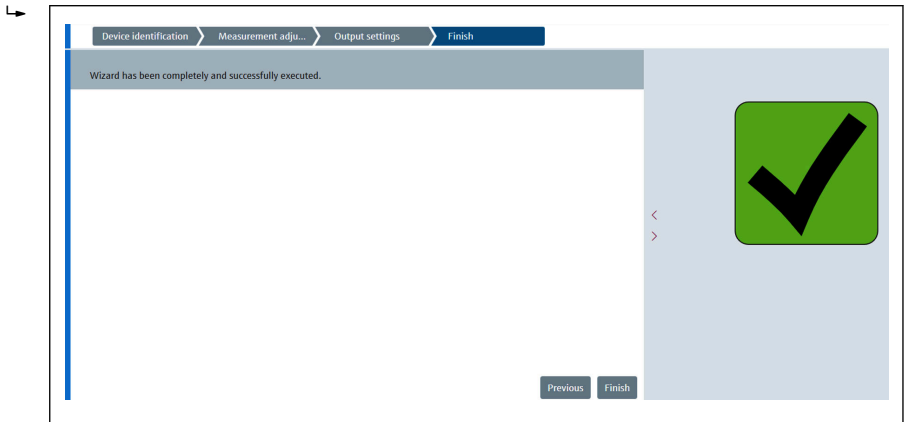 Device identification Measurement adju... Output settings Finish
Wizard has been completely and successfully executed.
Previous Finish